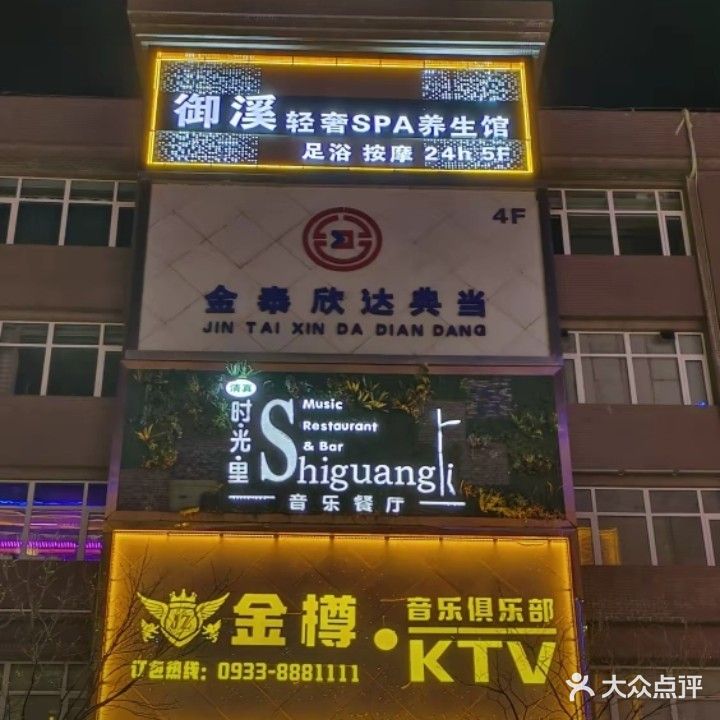 御溪 轻奢SPA养生馆
足浴 按摩 24h 5F
4F
金泰欣达典当
JIN TAI XIN DA DIAN DANG
清真
时·光·里
Music
Restaurant
& Bar
Shiguangli
音乐餐厅
JZ
金樽·音乐俱乐部
KTV
订包热线：0933-8881111
大众点评